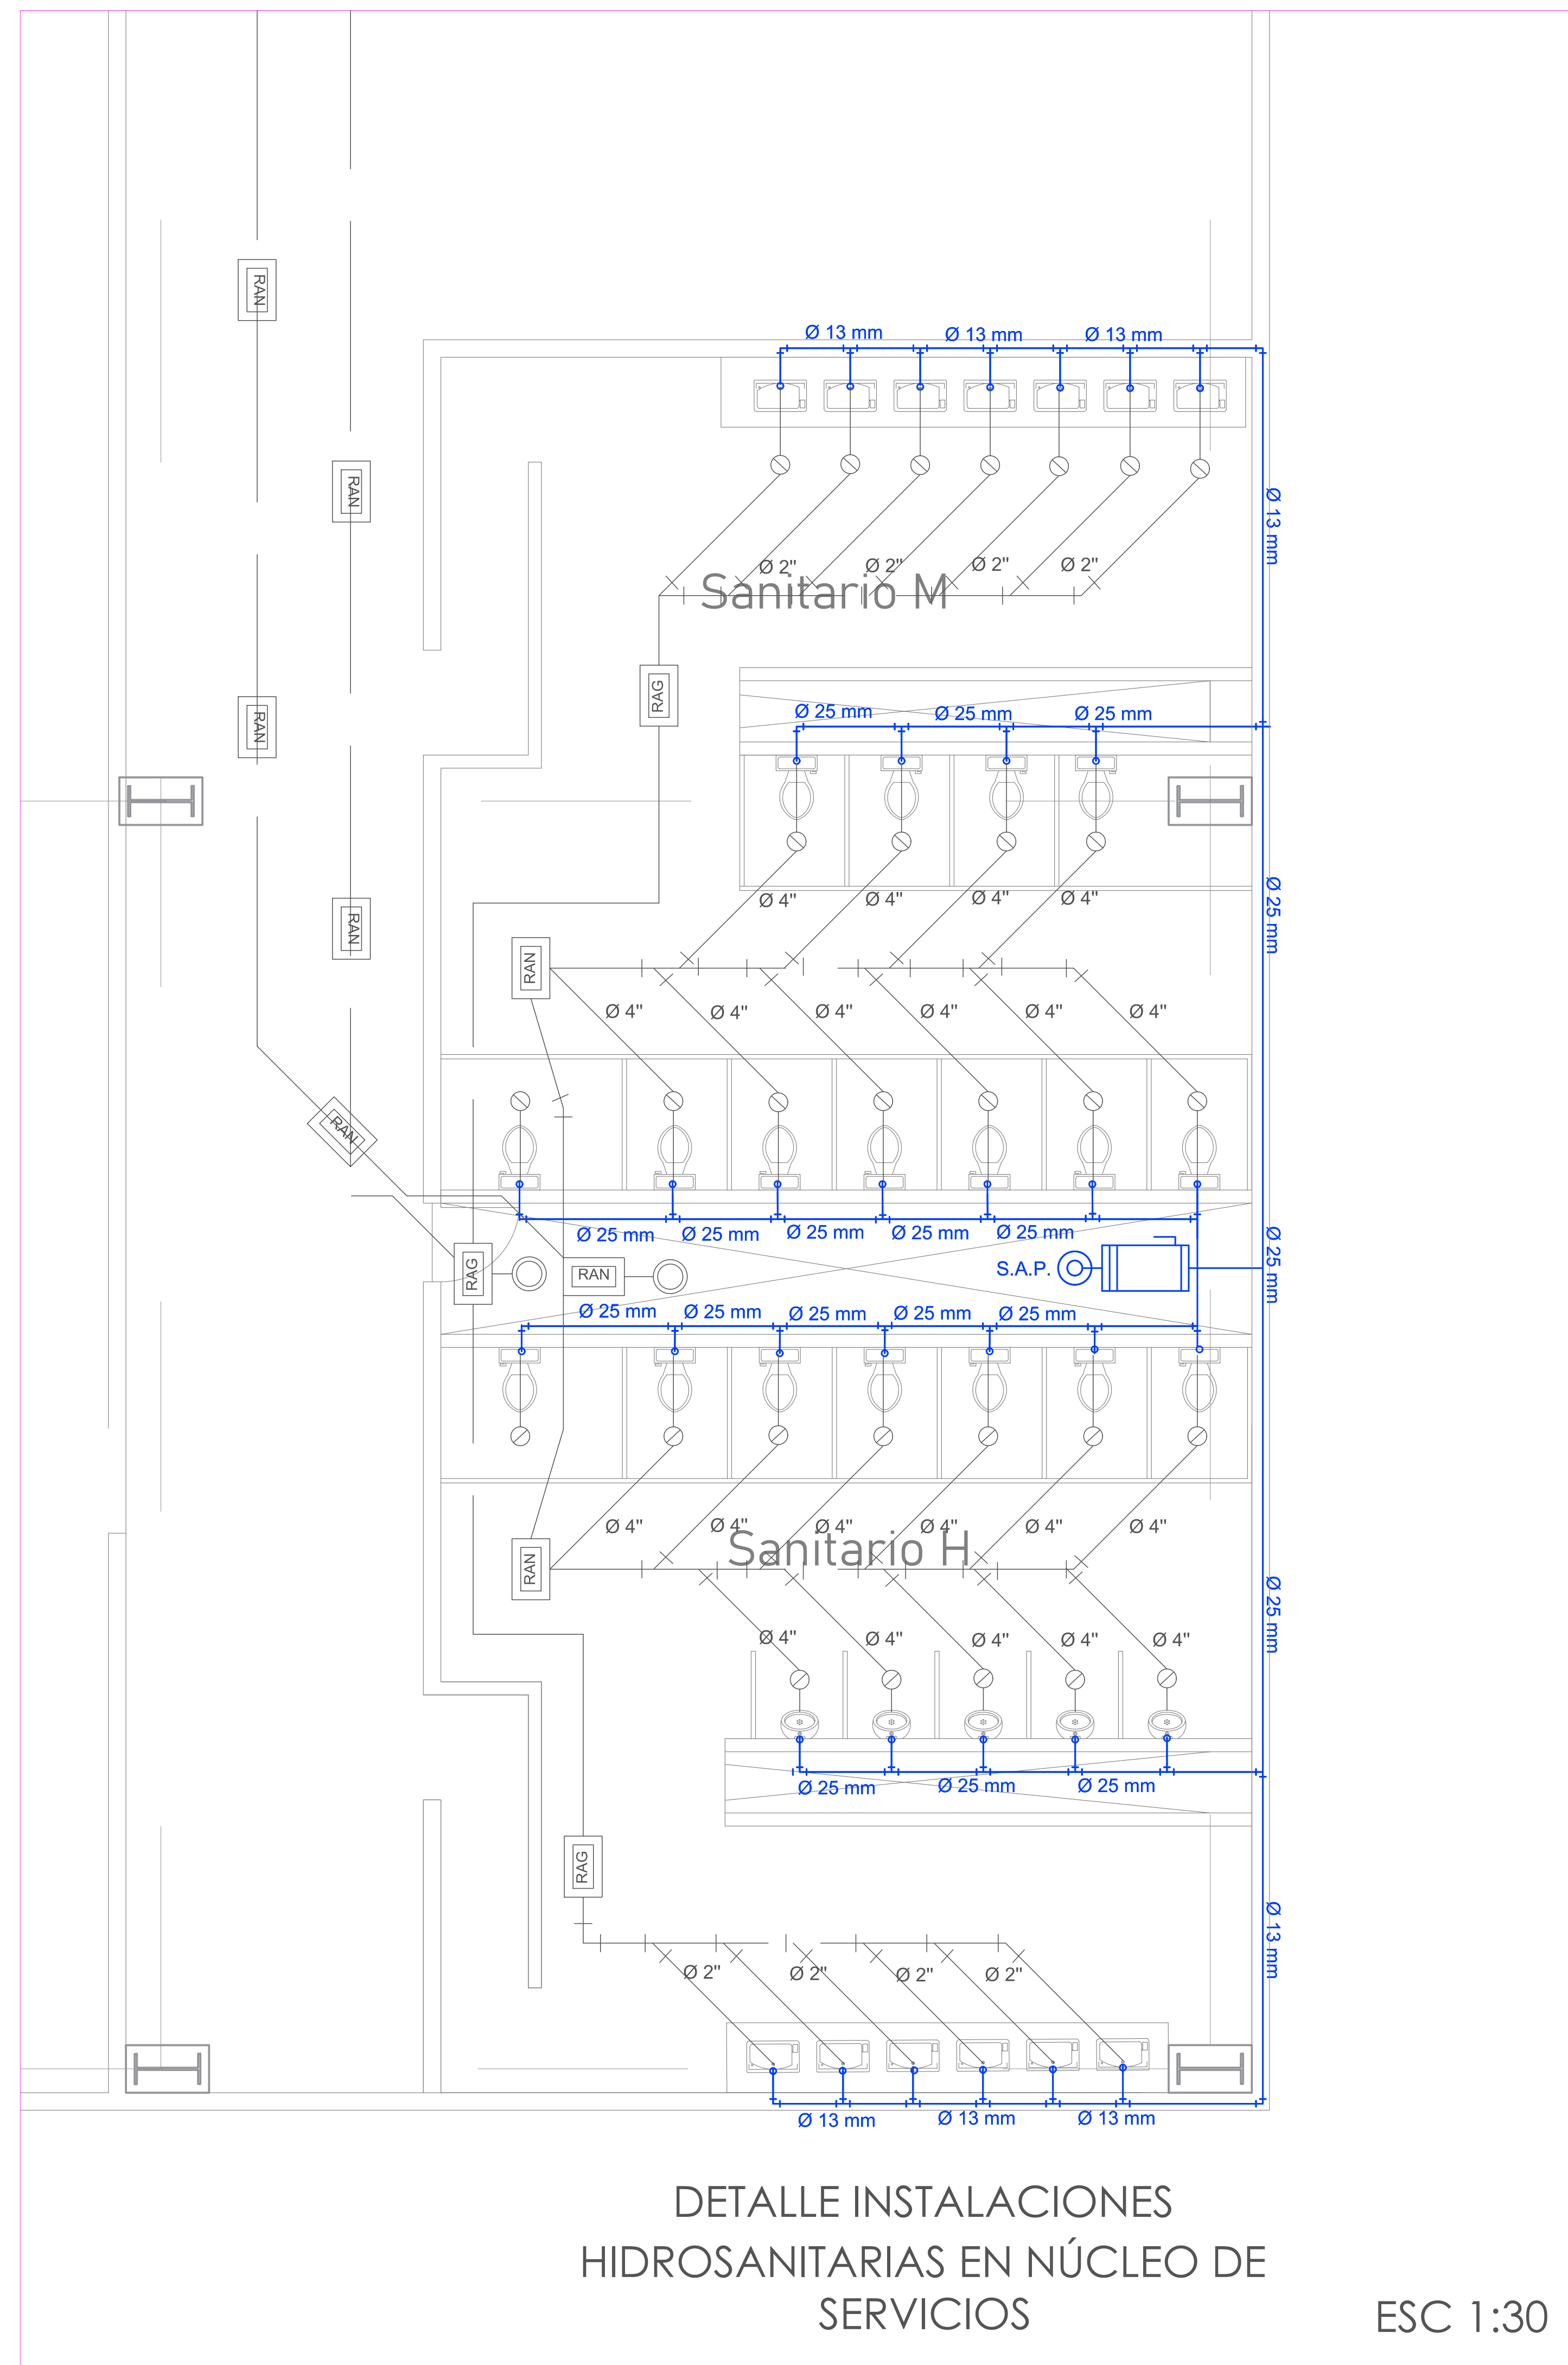 Ø 13 mm
Ø 13 mm
Ø 13 mm
RAN
RAN
Ø 13 mm
Ø 2"
Ø 2"
Ø 2"
Ø 2"
Sanitario M
RAG
RAN
Ø 25 mm
Ø 25 mm
Ø 25 mm
Ø 4"
Ø 4"
Ø 4"
Ø 4"
Ø 25 mm
RAN
RAN
Ø 4"
Ø 4"
Ø 4"
Ø 4"
Ø 4"
Ø 4"
RAN
Ø 25 mm
Ø 25 mm
Ø 25 mm
Ø 25 mm
Ø 25 mm
Ø 25 mm
RAG
RAN
S.A.P.
Ø 25 mm
Ø 25 mm
Ø 25 mm
Ø 25 mm
Ø 25 mm
Ø 4"
Ø 4"
Ø 4"
Ø 4"
Ø 4"
Ø 4"
Sanitario H
RAN
Ø 25 mm
Ø 4"
Ø 4"
Ø 4"
Ø 4"
Ø 4"
Ø 25 mm
Ø 25 mm
Ø 25 mm
RAG
Ø 13 mm
Ø 2"
Ø 2"
Ø 2"
Ø 2"
Ø 13 mm
Ø 13 mm
Ø 13 mm
DETALLE INSTALACIONES
HIDROSANITARIAS EN NÚCLEO DE
SERVICIOS
ESC 1:30